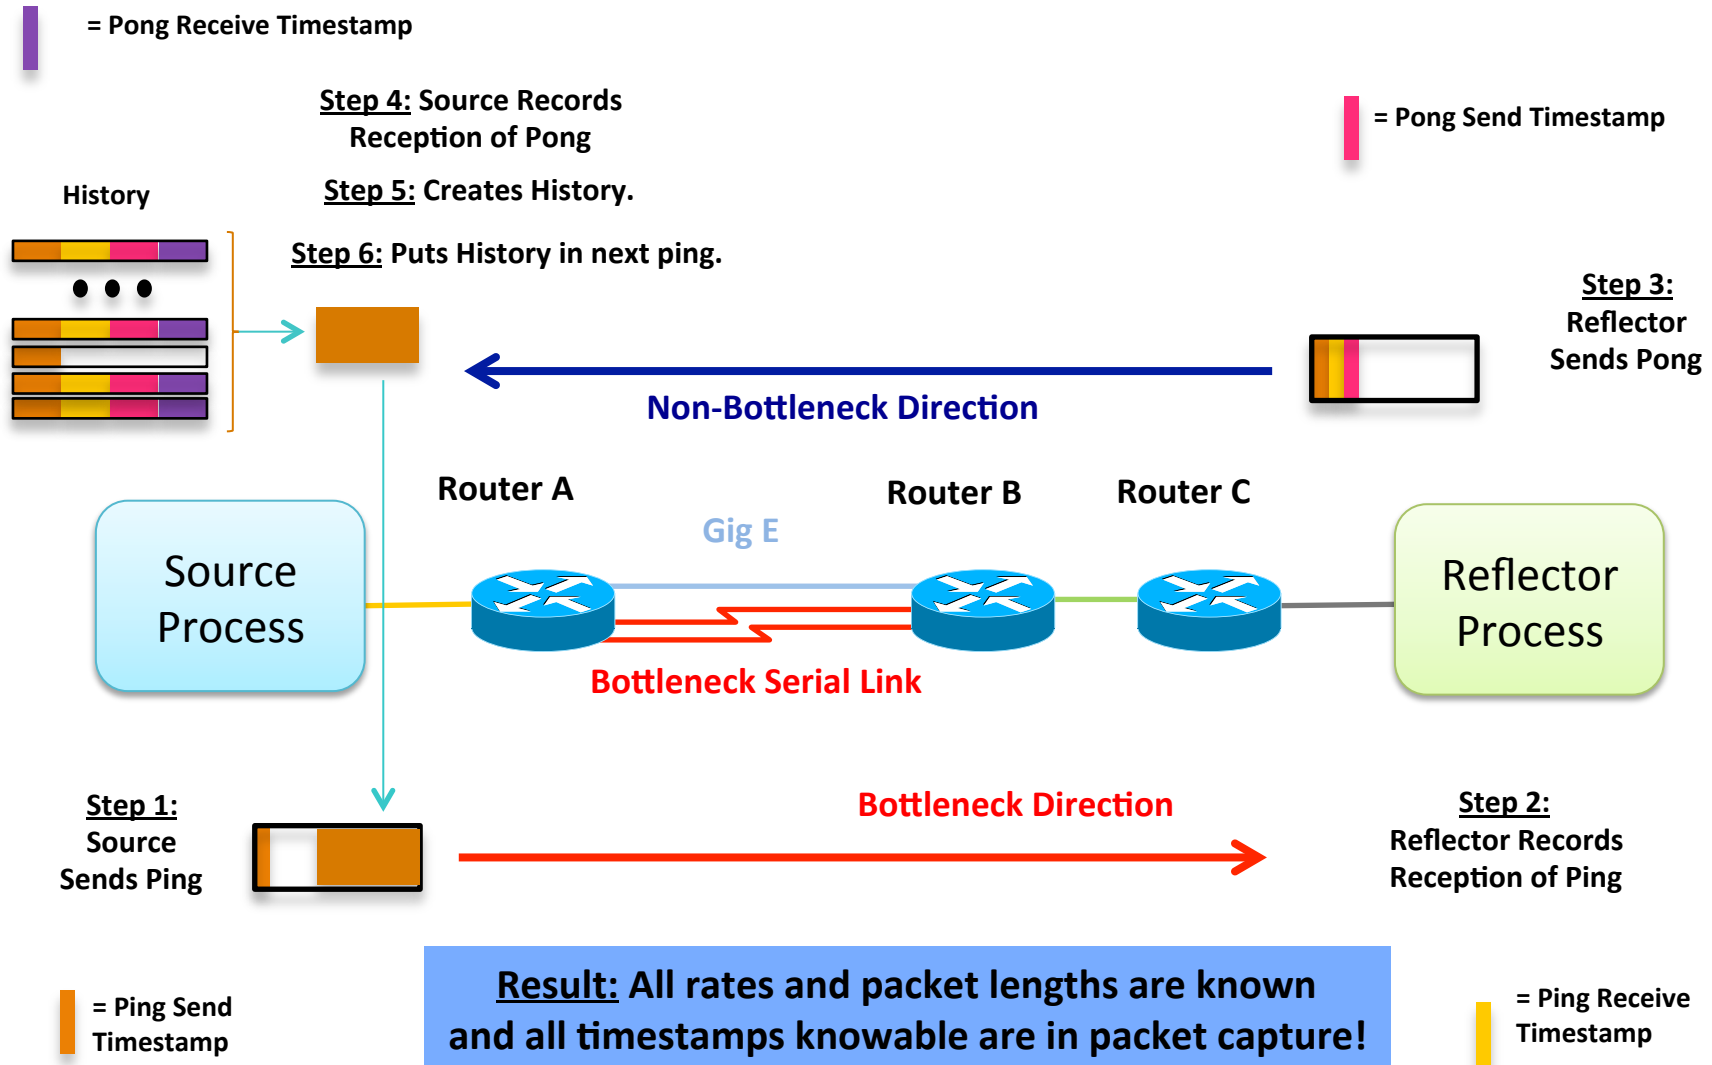 = Pong Receive Timestamp
Step 4: Source Records
Reception of Pong
= Pong Send Timestamp
History
Step 5: Creates History.
Step 6: Puts History in next ping.
Step 3:
Reflector
Sends Pong
Non-Bottleneck Direction
Router A
Router B
Router C
Gig E
Source
Process
Reflector
Process
Bottleneck Serial Link
Step 1:
Source
Sends Ping
Bottleneck Direction
Step 2:
Reflector Records
Reception of Ping
= Ping Send
Timestamp
Result: All rates and packet lengths are known
and all timestamps knowable are in packet capture!
= Ping Receive
Timestamp